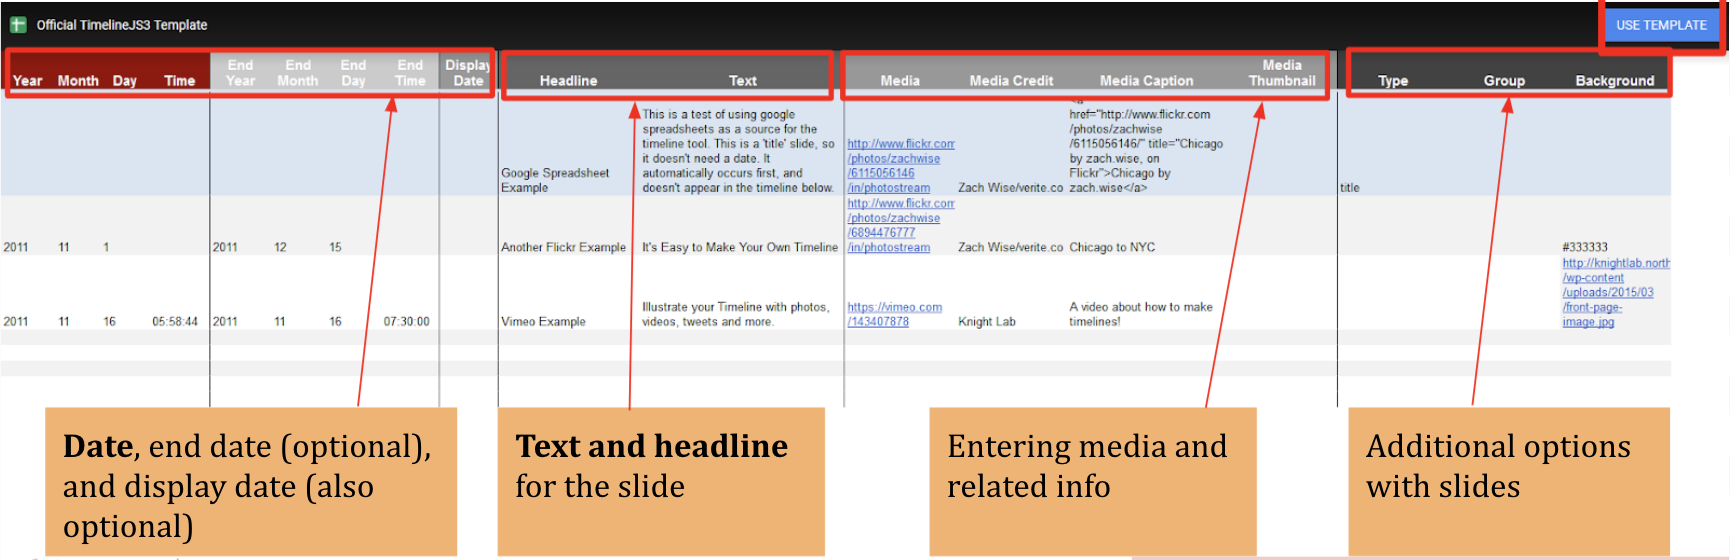 Official TimelineJS3 Template
USE TEMPLATE
Year Month Day Time End Year End Month End Day End Time Display Date Headline Text Media Media Credit Media Caption Media Thumbnail Type Group Background
Google Spreadsheet
Example
This is a test of using google
spreadsheets as a source for the
timeline tool. This is a 'title' slide, so
it doesn't need a date. It
automatically occurs first, and
doesn't appear in the timeline below.
http://www.flickr.com
/photos/zachwise
/6115056146
/in/photostream
Zach Wise/verite.co
href="http://www.flickr.com
/photos/zachwise
/6115056146/" title="Chicago
by zach.wise, on
Flickr">Chicago by
zach.wise</a>
title
2011 11 1 2011 12 15
Another Flickr Example
It's Easy to Make Your Own Timeline
http://www.flickr.com
/photos/zachwise
/6894476777
/in/photostream
Zach Wise/verite.co
Chicago to NYC
#333333
2011 11 16 05:58:44 2011 11 16 07:30:00
Vimeo Example
Illustrate your Timeline with photos,
videos, tweets and more.
https://vimeo.com
/143407878
Knight Lab
A video about how to make
timelines!
http://knightlab.north
/wp-content
/uploads/2015/03
/front-page-
image.jpg
Date, end date (optional),
and display date (also
optional)
Text and headline
for the slide
Entering media and
related info
Additional options
with slides